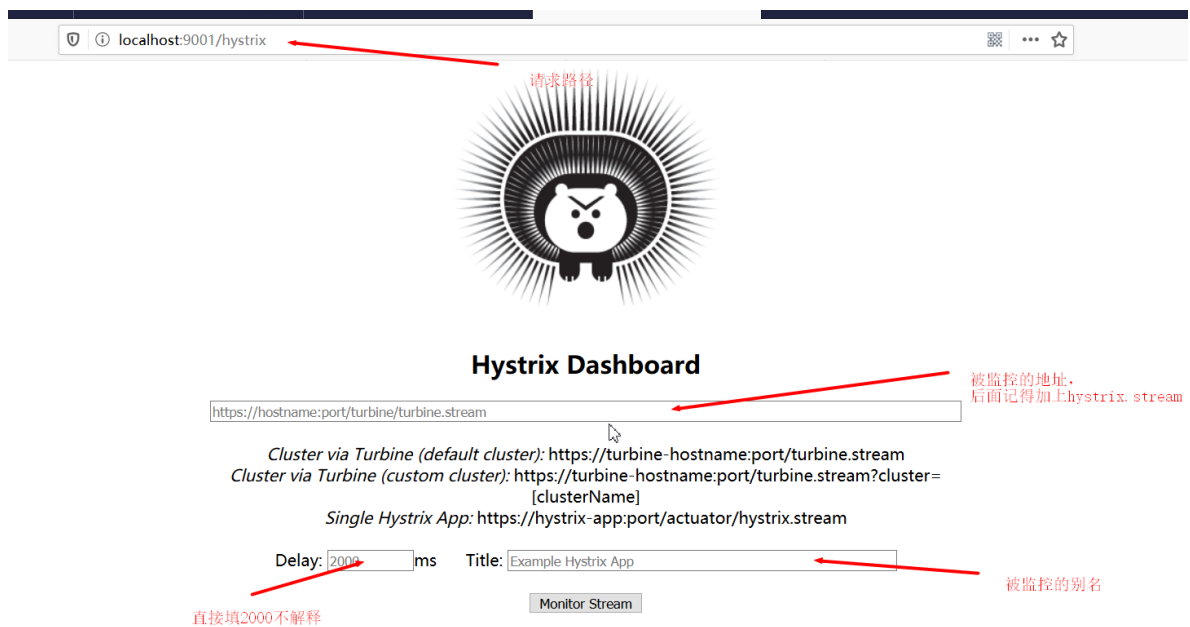 localhost:9001/hystrix
请求路径
Hystrix Dashboard
被监控的地址，
后面记得加上hystrix.stream
https://hostname:port/turbine/turbine.stream
Cluster via Turbine (default cluster): https://turbine-hostname:port/turbine.stream
Cluster via Turbine (custom cluster): https://turbine-hostname:port/turbine.stream?cluster=
[clusterName]
Single Hystrix App: https://hystrix-app:port/actuator/hystrix.stream
Delay: 2000 ms Title: Example Hystrix App
被监控的别名
Monitor Stream
直接填2000不解释